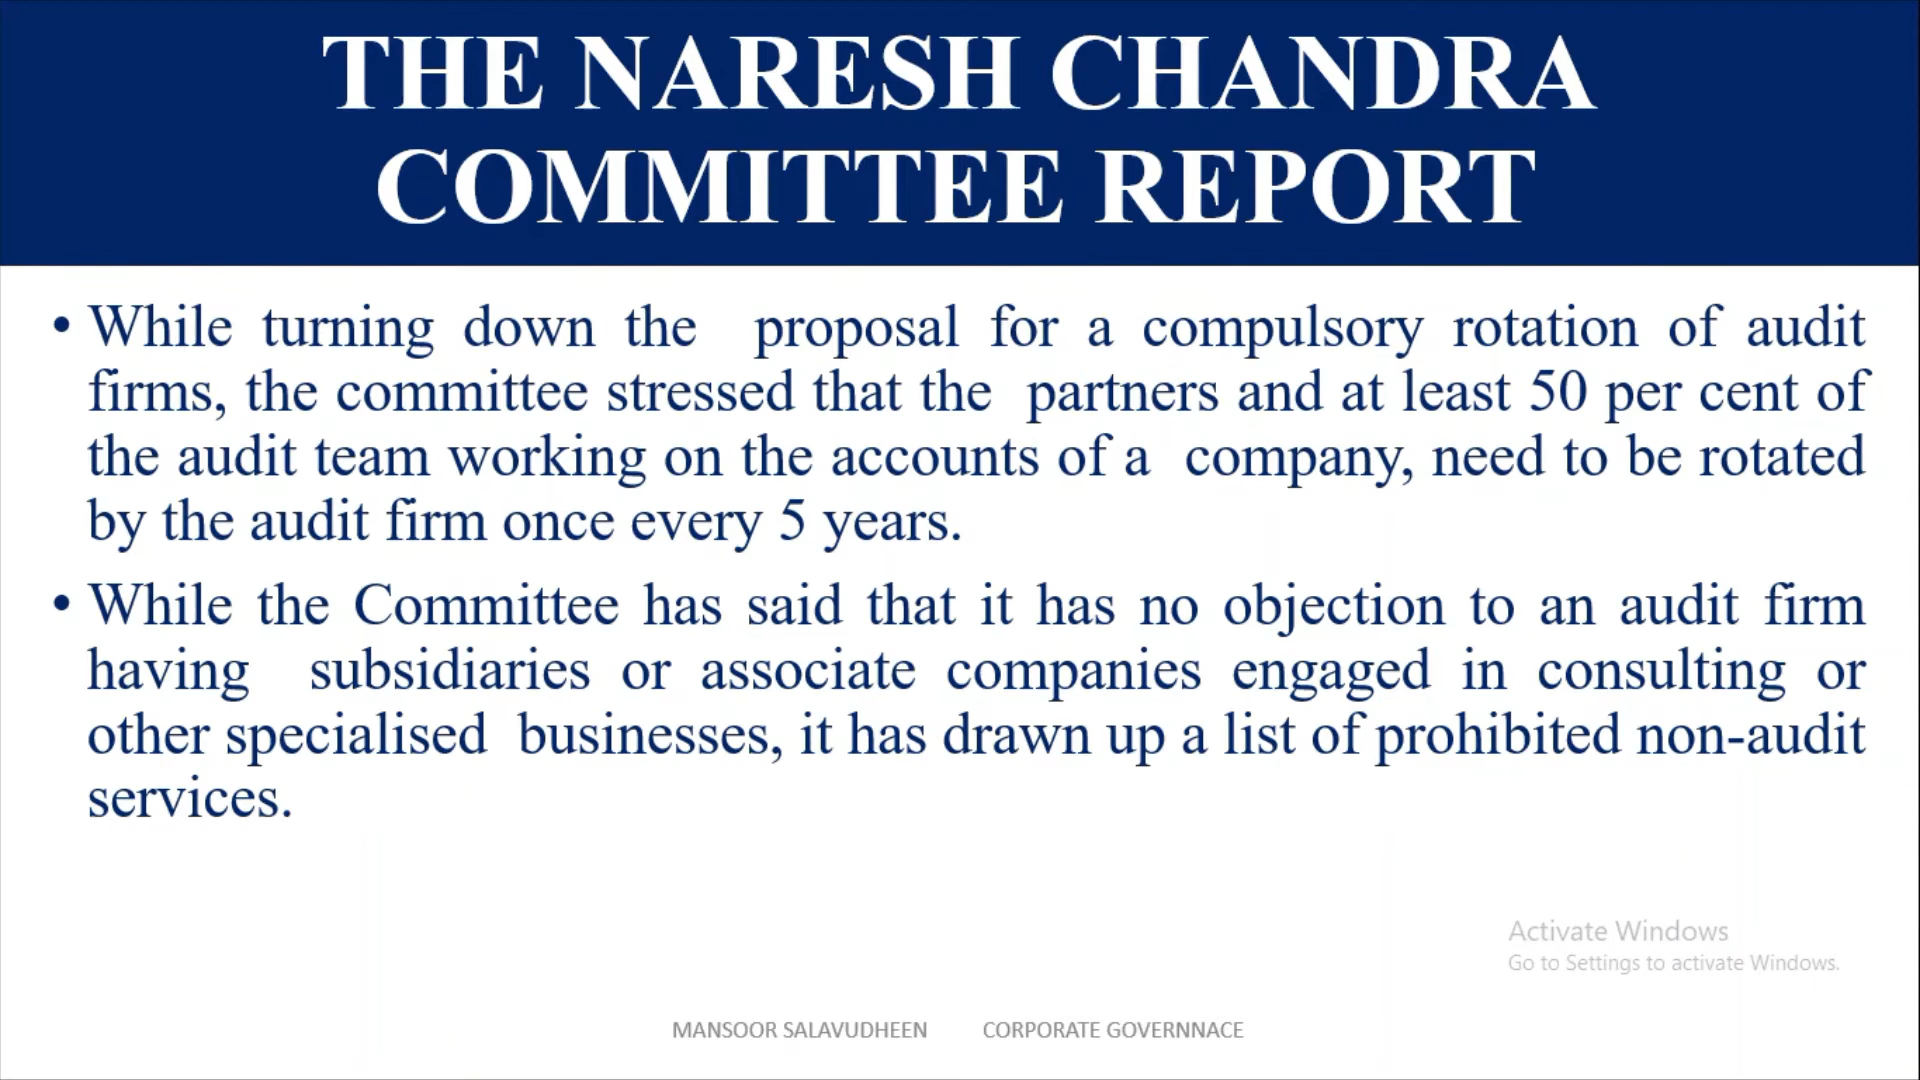 THE NARESH CHANDRA
COMMITTEE REPORT
• While turning down the proposal for a compulsory rotation of audit
firms, the committee stressed that the partners and at least 50 per cent of
the audit team working on the accounts of a company, need to be rotated
by the audit firm once every 5 years.
• While the Committee has said that it has no objection to an audit firm
having subsidiaries or associate companies engaged in consulting or
other specialised businesses, it has drawn up a list of prohibited non-audit
services.
Activate Windows
Go to Settings to activate Windows.
MANSOOR SALAVUDHEEN CORPORATE GOVERNNACE